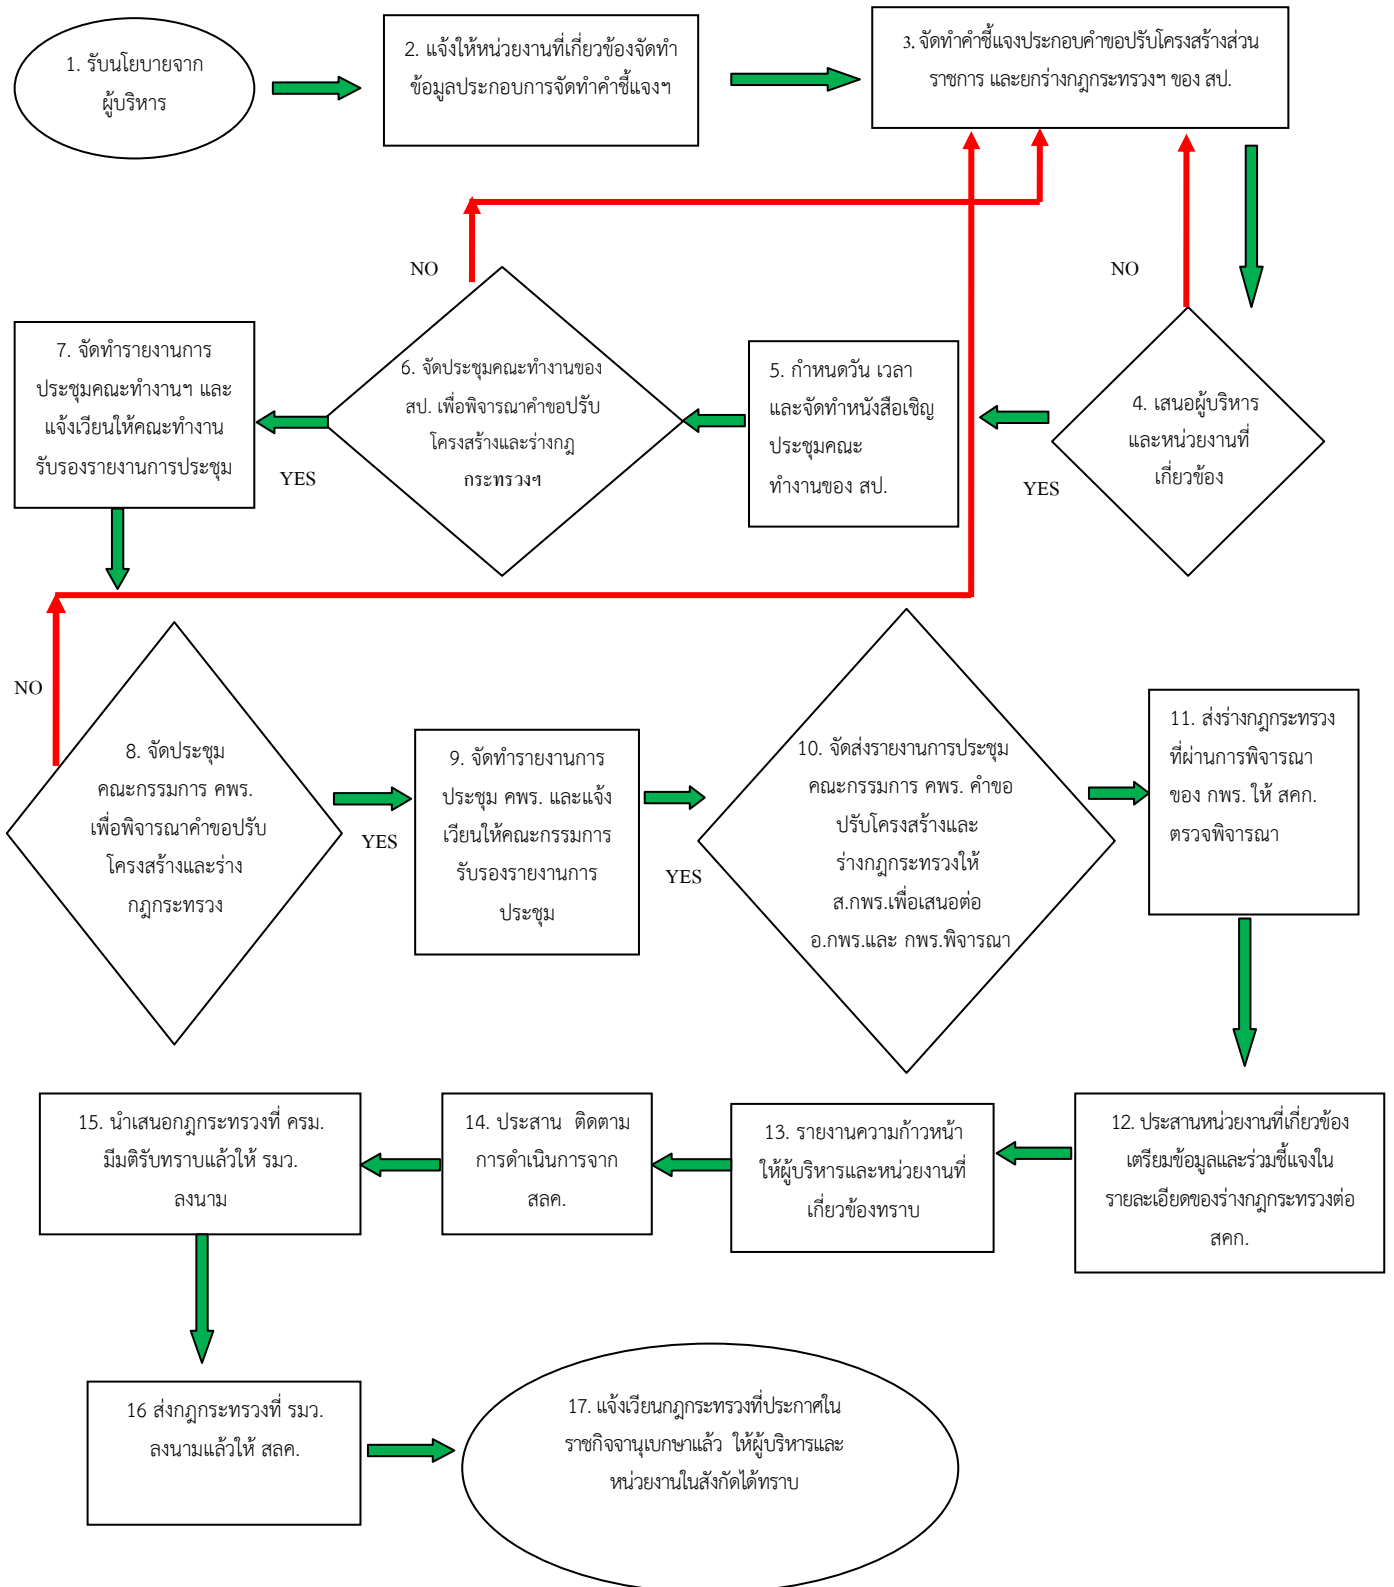 1. รับนโยบายจาก
ผู้บริหาร
2. แจ้งให้หน่วยงานที่เกี่ยวข้องจัดทำ
ข้อมูลประกอบการจัดทำคำชี้แจงฯ
3. จัดทำคำชี้แจงประกอบคำขอปรับโครงสร้างส่วน
ราชการ และยกร่างกฎกระทรวงฯ ของ สป.
NO
NO
4. เสนอผู้บริหาร
และหน่วยงานที่
เกี่ยวข้อง
YES
5. กำหนดวัน เวลา
และจัดทำหนังสือเชิญ
ประชุมคณะ
ทำงานของ สป.
6. จัดประชุมคณะทำงานของ
สป. เพื่อพิจารณาคำขอปรับ
โครงสร้างและร่างกฎ
กระทรวงฯ
YES
7. จัดทำรายงานการ
ประชุมคณะทำงานฯ และ
แจ้งเวียนให้คณะทำงาน
รับรองรายงานการประชุม
NO
8. จัดประชุม
คณะกรรมการ คพร.
เพื่อพิจารณาคำขอปรับ
โครงสร้างและร่าง
กฎกระทรวง
YES
9. จัดทำรายงานการ
ประชุม คพร. และแจ้ง
เวียนให้คณะกรรมการ
รับรองรายงานการ
ประชุม
YES
10. จัดส่งรายงานการประชุม
คณะกรรมการ คพร. คำขอ
ปรับโครงสร้างและ
ร่างกฎกระทรวงให้
ส.กพร.เพื่อเสนอต่อ
อ.กพร.และ กพร.พิจารณา
11. ส่งร่างกฎกระทรวง
ที่ผ่านการพิจารณา
ของ กพร. ให้ สคก.
ตรวจพิจารณา
12. ประสานหน่วยงานที่เกี่ยวข้อง
เตรียมข้อมูลและร่วมชี้แจงใน
รายละเอียดของร่างกฎกระทรวงต่อ
สคก.
13. รายงานความก้าวหน้า
ให้ผู้บริหารและหน่วยงานที่
เกี่ยวข้องทราบ
14. ประสาน ติดตาม
การดำเนินการจาก
สลค.
15. นำเสนอกฎกระทรวงที่ ครม.
มีมติรับทราบแล้วให้ รมว.
ลงนาม
16 ส่งกฎกระทรวงที่ รมว.
ลงนามแล้วให้ สลค.
17. แจ้งเวียนกฎกระทรวงที่ประกาศใน
ราชกิจจานุเบกษาแล้ว ให้ผู้บริหารและ
หน่วยงานในสังกัดได้ทราบ